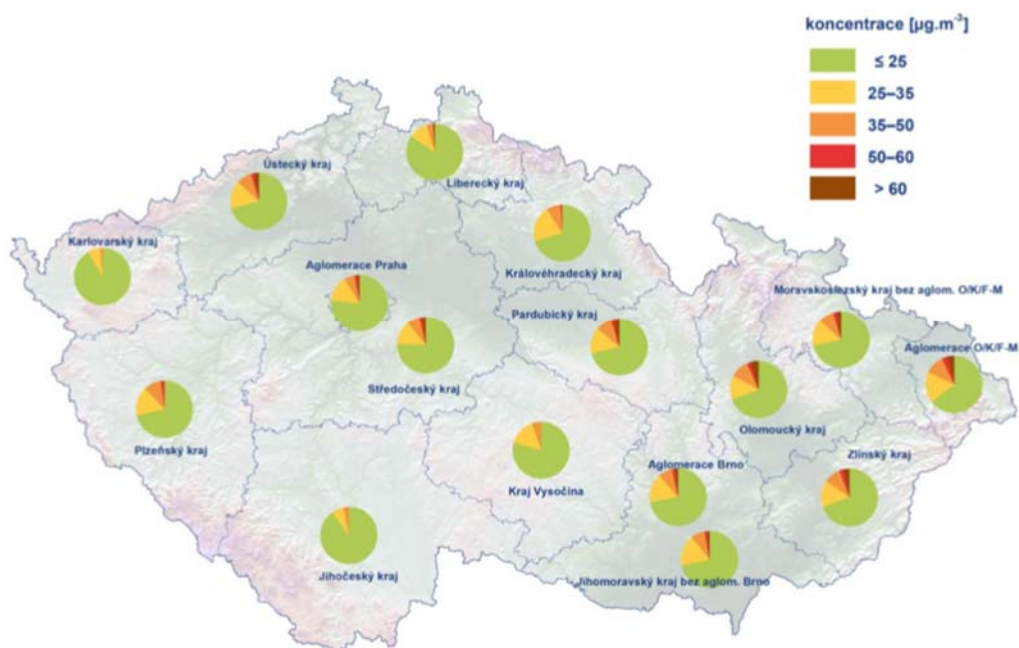 koncentrace [µg.m⁻³]
≤ 25
25–35
35–50
50–60
> 60
Ústecký kraj
Liberecký kraj
Karlovarský kraj
Aglomerace Praha
Královéhradecký kraj
Moravskoslezský kraj bez aglom. O/K/F-M
Pardubický kraj
Aglomerace O/K/F-M
Středočeský kraj
Olomoucký kraj
Plzeňský kraj
Zlínský kraj
Aglomerace Brno
Kraj Vysočina
Jihočeský kraj
Jihomoravský kraj bez aglom. Brno